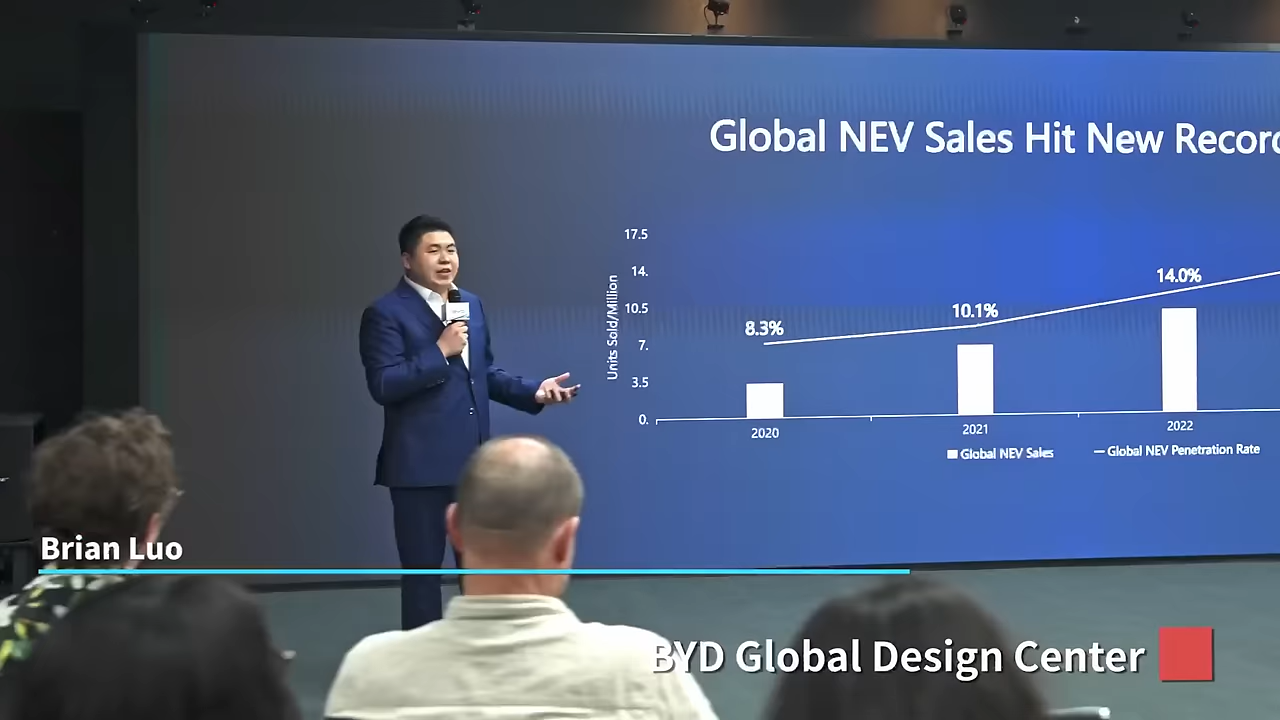 Global NEV Sales Hit New Recor
17.5
14.
10.5
7.
3.5
0.
Units Sold/Million
8.3%
10.1%
14.0%
2020
2021
2022
Global NEV Sales
Global NEV Penetration Rate
Brian Luo
BYD Global Design Center